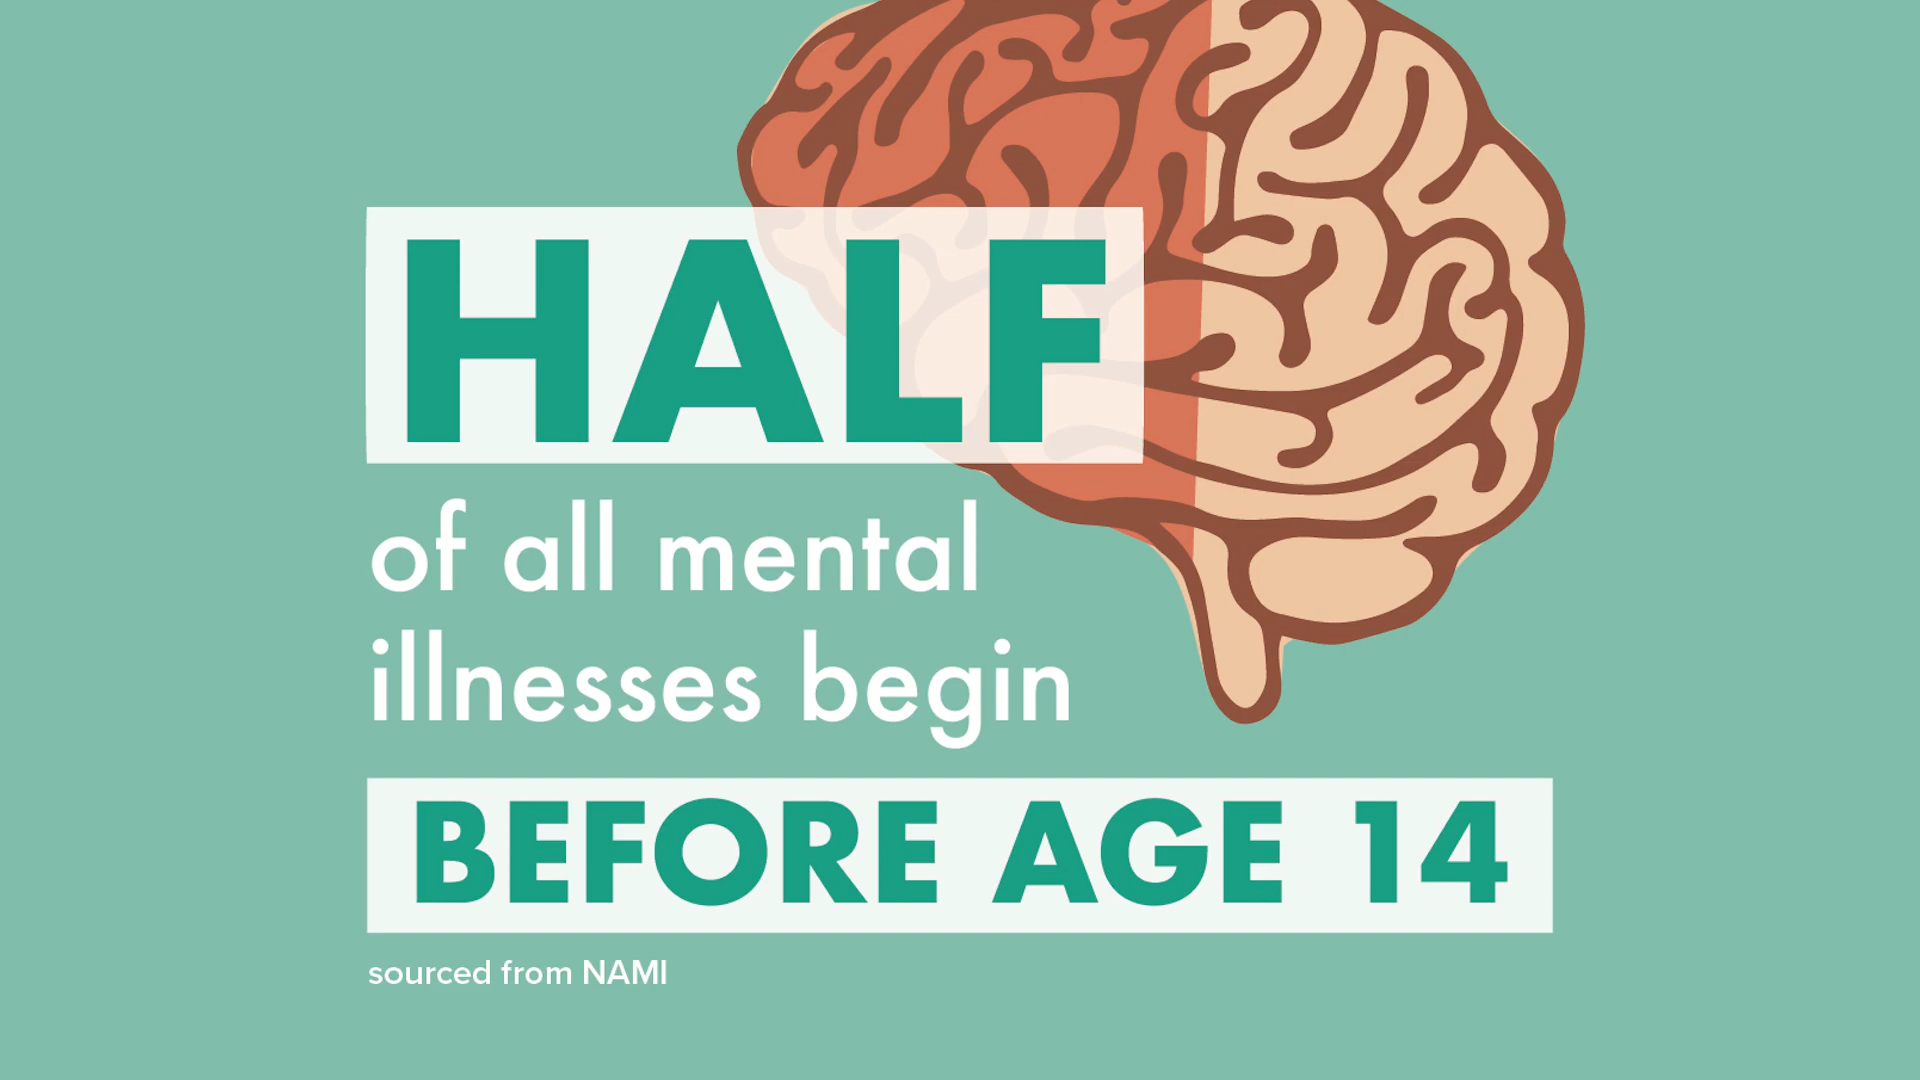 HALF
of all mental
illnesses begin
BEFORE AGE 14
sourced from NAMI